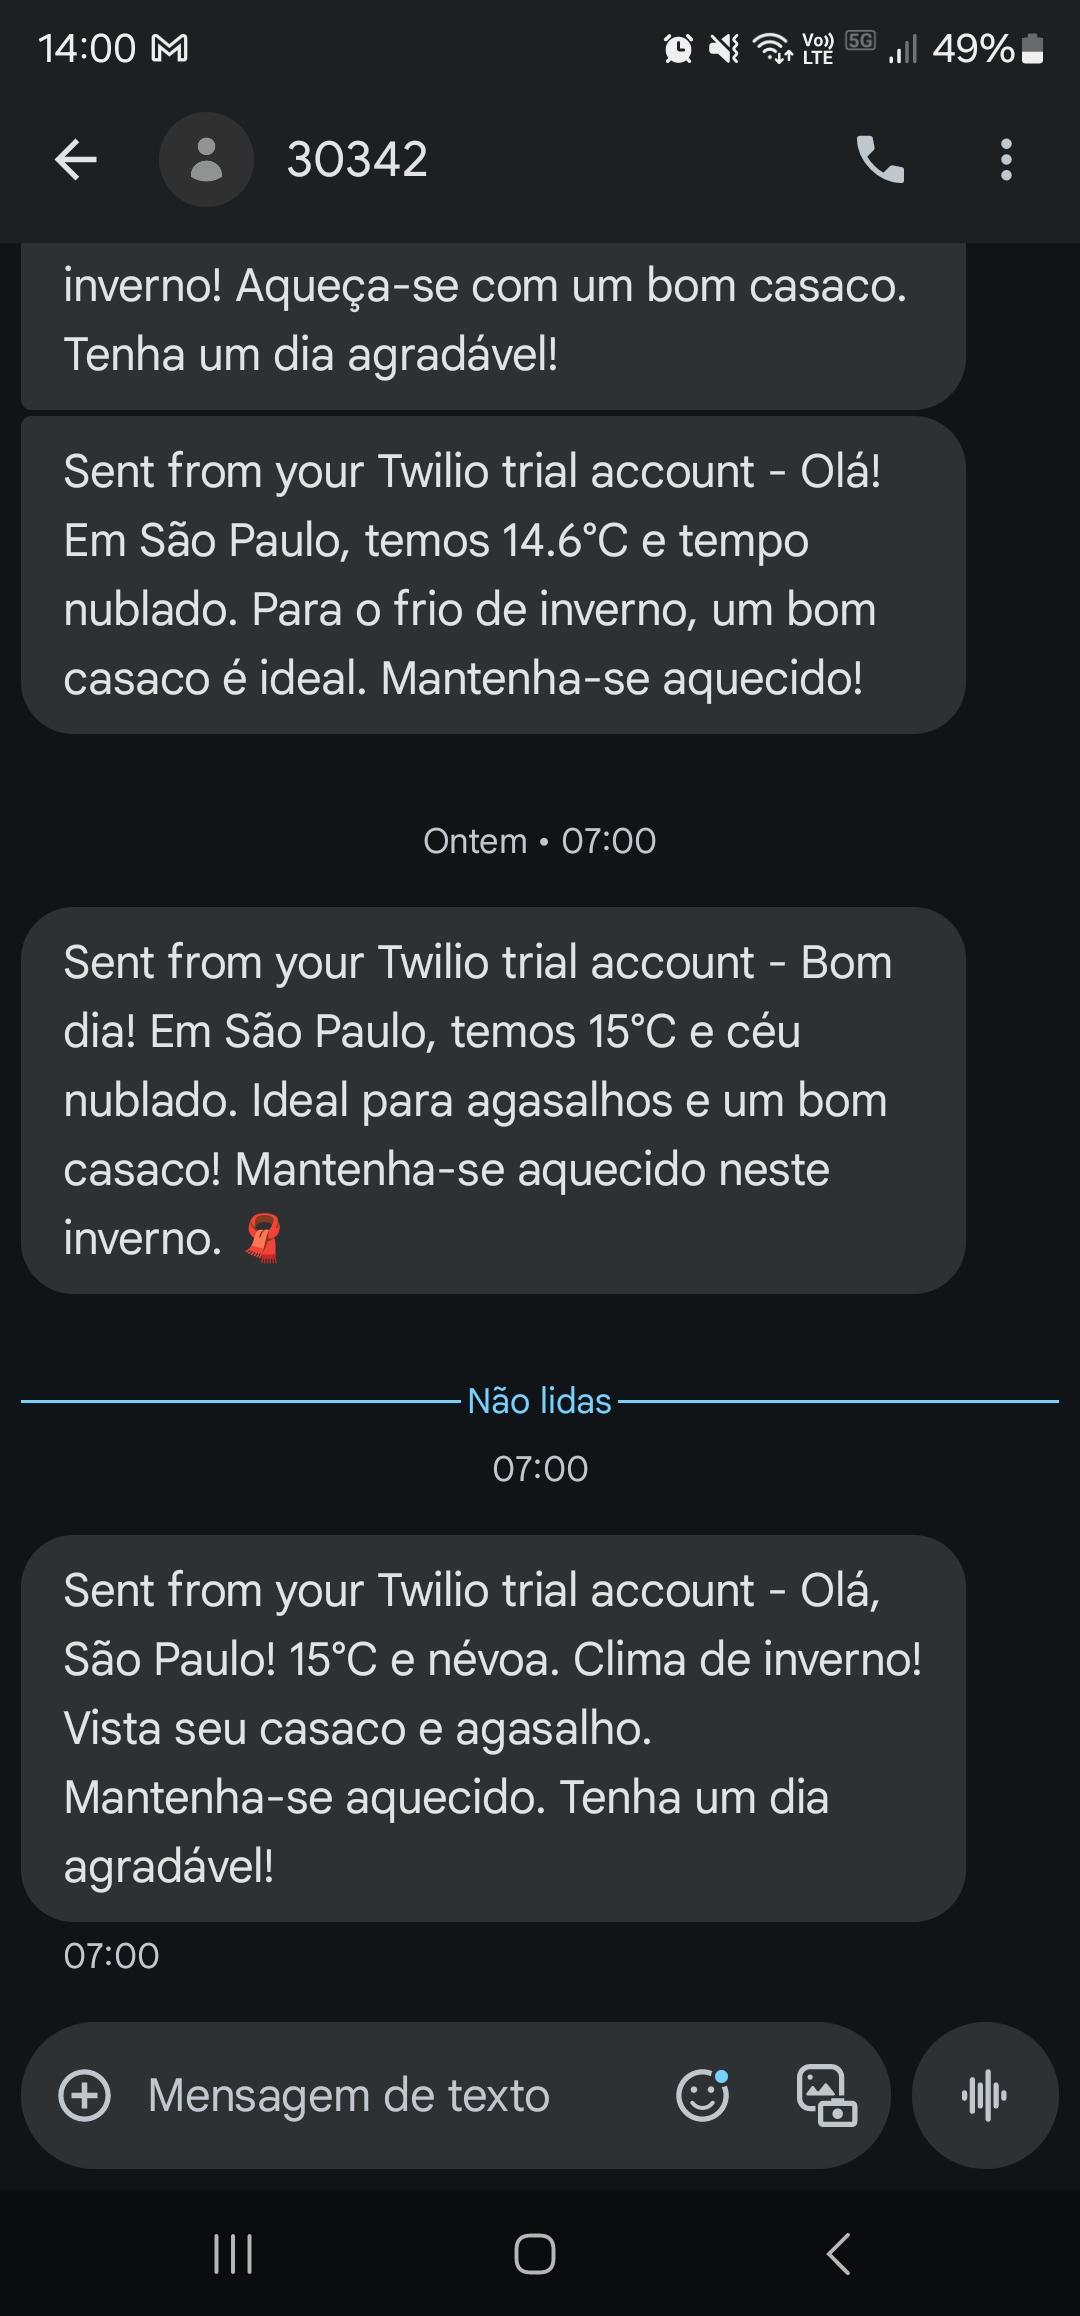 14:00
Vo))
LTE
5G
49%
30342
inverno! Aqueça-se com um bom casaco.
Tenha um dia agradável!
Sent from your Twilio trial account - Olá!
Em São Paulo, temos 14.6°C e tempo
nublado. Para o frio de inverno, um bom
casaco é ideal. Mantenha-se aquecido!
Ontem • 07:00
Sent from your Twilio trial account - Bom
dia! Em São Paulo, temos 15°C e céu
nublado. Ideal para agasalhos e um bom
casaco! Mantenha-se aquecido neste
inverno. 🧣
Não lidas
07:00
Sent from your Twilio trial account - Olá,
São Paulo! 15°C e névoa. Clima de inverno!
Vista seu casaco e agasalho.
Mantenha-se aquecido. Tenha um dia
agradável!
07:00
Mensagem de texto